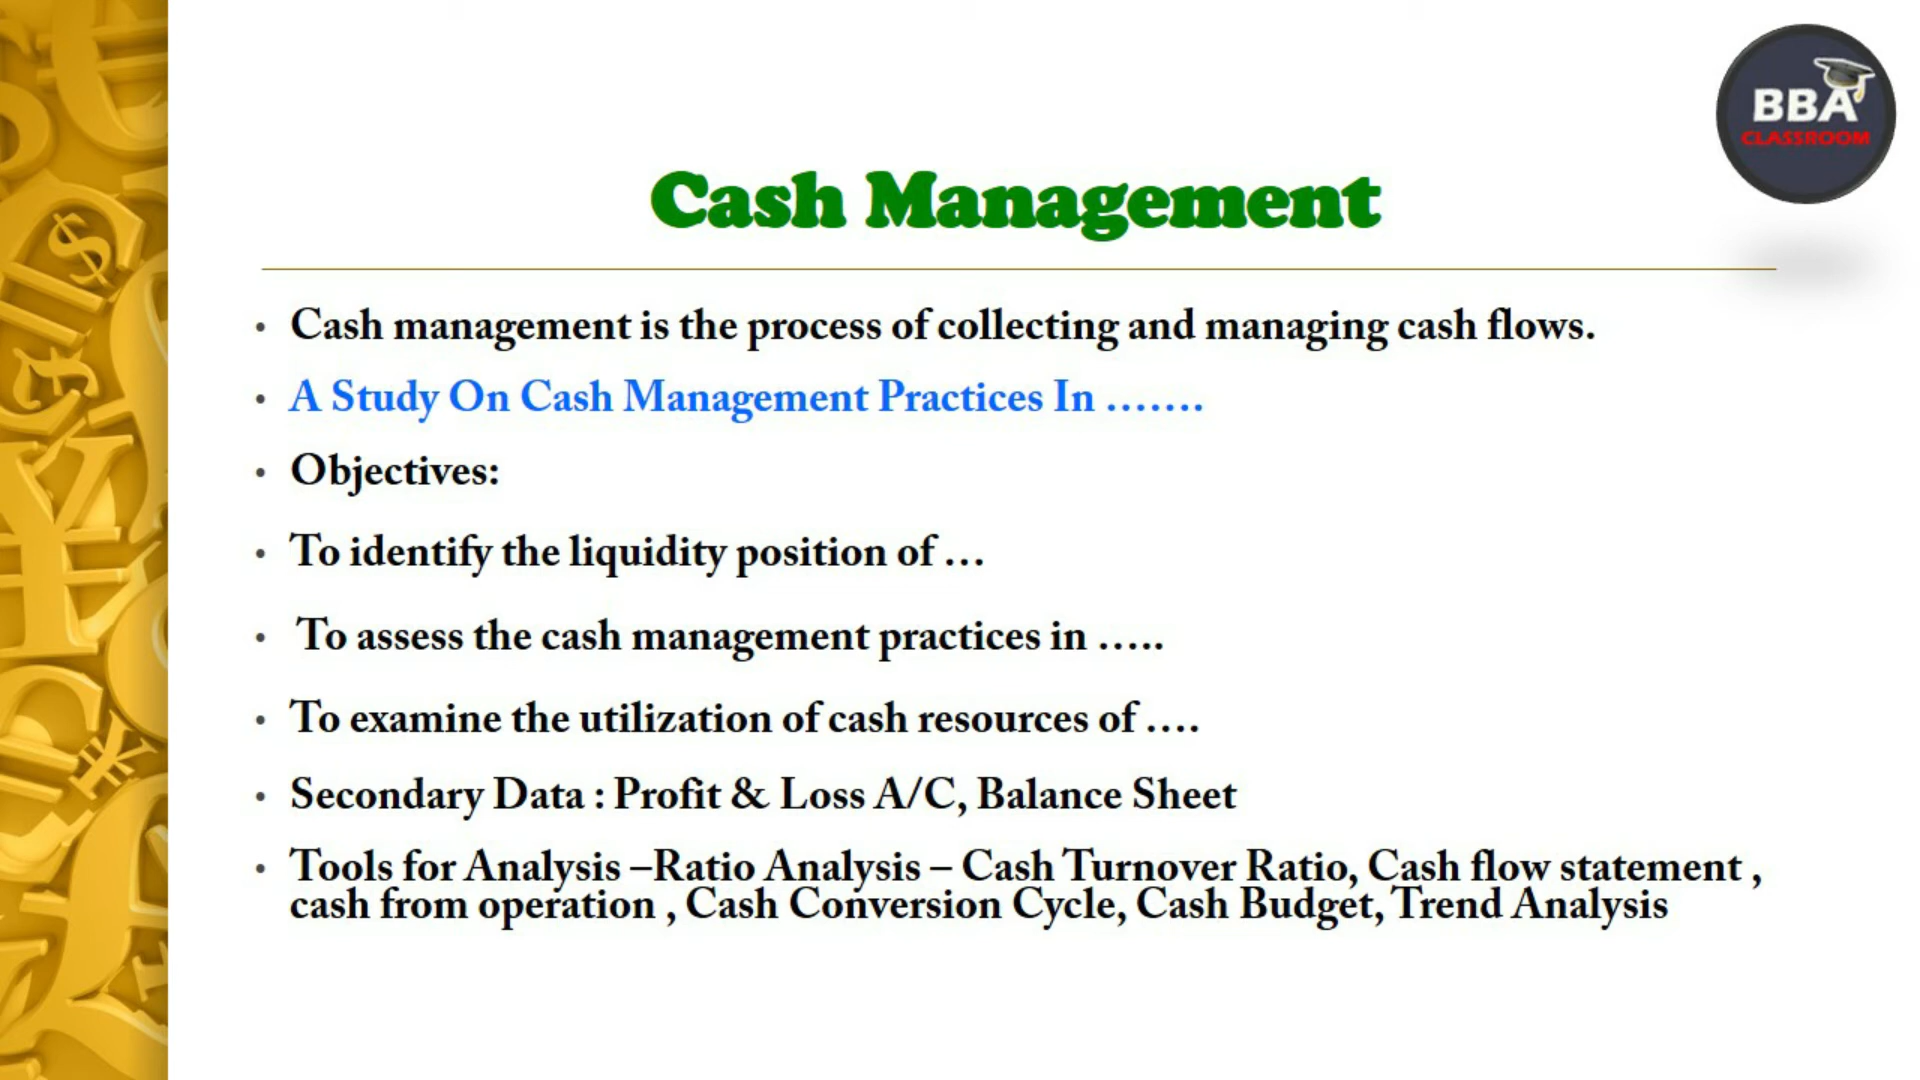 BBA
CLASSROOM
Cash Management
• Cash management is the process of collecting and managing cash flows.
• A Study On Cash Management Practices In …….
• Objectives:
• To identify the liquidity position of …
• To assess the cash management practices in …..
• To examine the utilization of cash resources of ….
• Secondary Data : Profit & Loss A/C, Balance Sheet
• Tools for Analysis –Ratio Analysis – Cash Turnover Ratio, Cash flow statement ,
cash from operation , Cash Conversion Cycle, Cash Budget, Trend Analysis